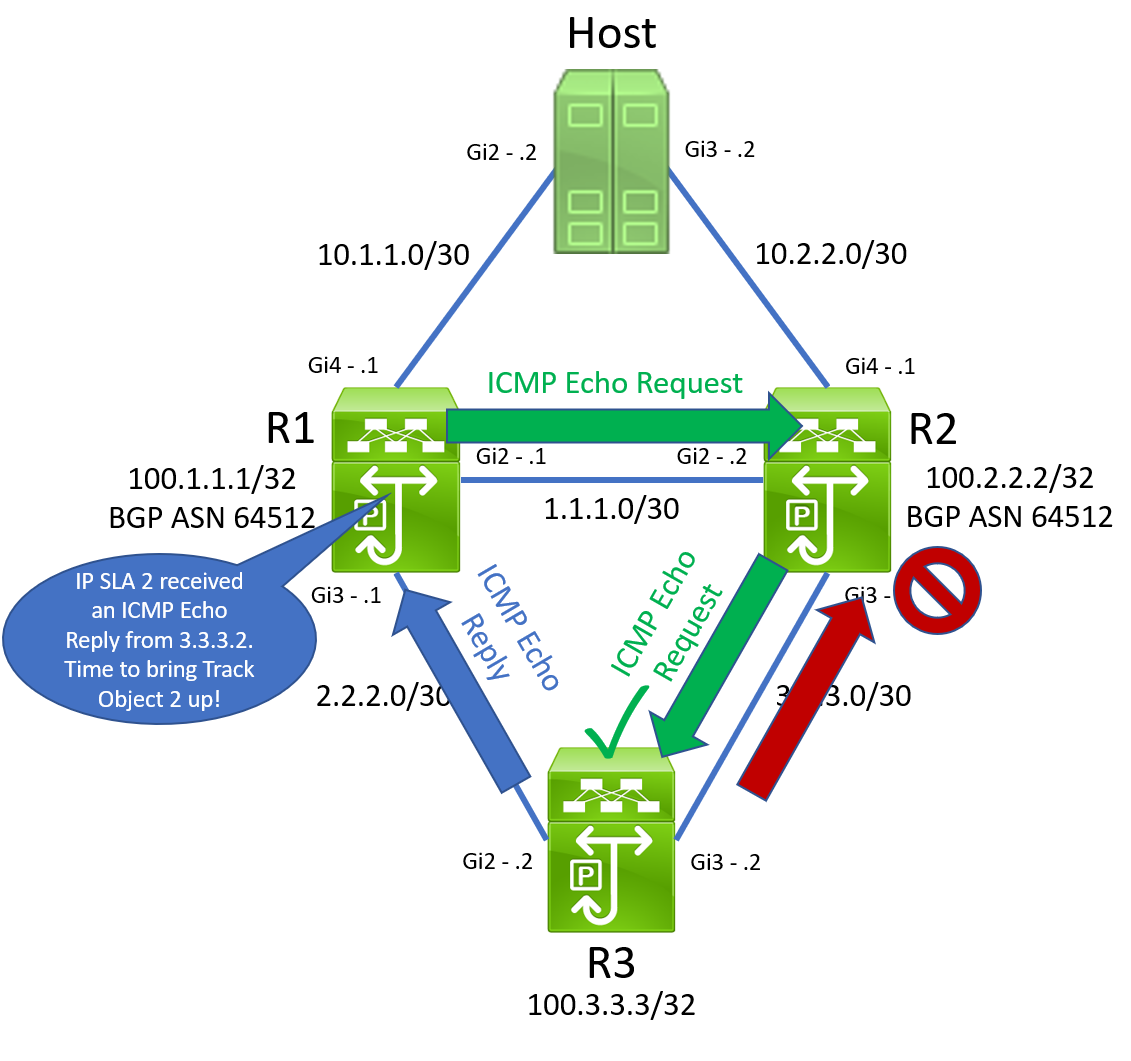 Host
Gi2 - .2
Gi3 - .2
10.1.1.0/30
10.2.2.0/30
Gi4 - .1
Gi4 - .1
ICMP Echo Request
R1
R2
Gi2 - .1
Gi2 - .2
100.1.1.1/32
BGP ASN 64512
1.1.1.0/30
100.2.2.2/32
BGP ASN 64512
P
P
IP SLA 2 received
an ICMP Echo
Reply from 3.3.3.2.
Time to bring Track
Object 2 up!
Gi3 - .1
Gi3 -
ICMP Echo
Reply
ICMP Echo
Request
2.2.2.0/30
3.0/30
Gi2 - .2
Gi3 - .2
P
R3
100.3.3.3/32